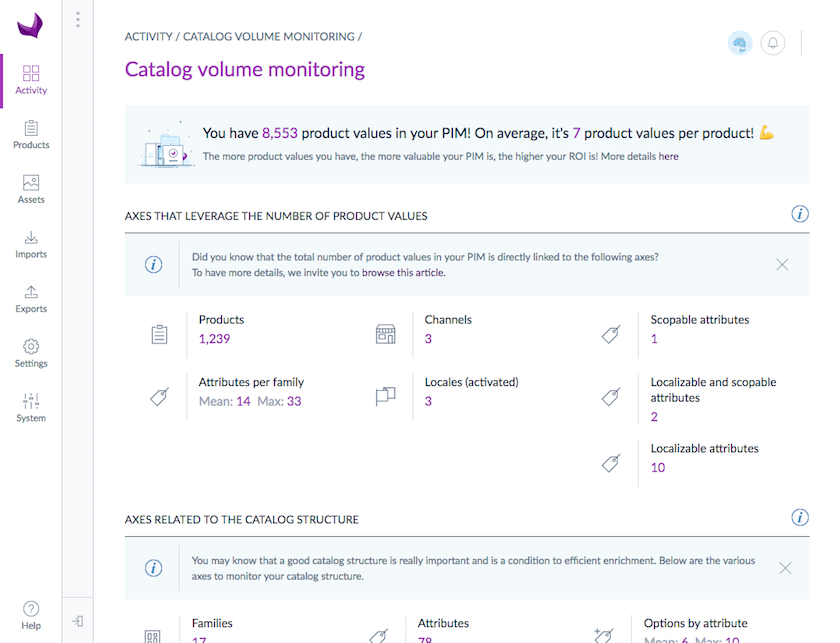 ACTIVITY / CATALOG VOLUME MONITORING /
Catalog volume monitoring
Activity
Products
Assets
Imports
Exports
Settings
System
Help
You have 8,553 product values in your PIM! On average, it's 7 product values per product! 💪
The more product values you have, the more valuable your PIM is, the higher your ROI is! More details here
AXES THAT LEVERAGE THE NUMBER OF PRODUCT VALUES
Did you know that the total number of product values in your PIM is directly linked to the following axes?
To have more details, we invite you to browse this article.
Products
1,239
Channels
3
Scopable attributes
1
Attributes per family
Mean: 14 Max: 33
Locales (activated)
3
Localizable and scopable
attributes
2
Localizable attributes
10
AXES RELATED TO THE CATALOG STRUCTURE
You may know that a good catalog structure is really important and is a condition to efficient enrichment. Below are the various
axes to monitor your catalog structure.
Families
17
Attributes
78
Options by attribute
Mean: 6 Max: 10